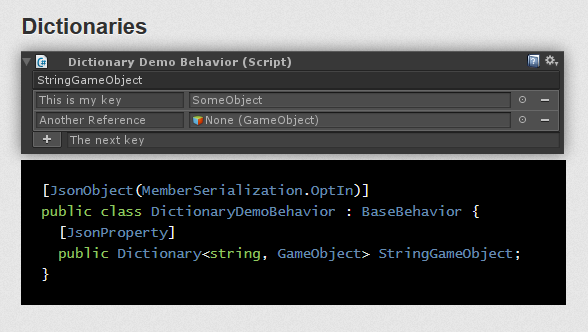 Dictionaries
Dictionary Demo Behavior (Script)
StringGameObject
This is my key SomeObject
Another Reference None (GameObject)
+ The next key
[JsonObject(MemberSerialization.OptIn)]
public class DictionaryDemoBehavior : BaseBehavior {
[JsonProperty]
public Dictionary<string, GameObject> StringGameObject;
}